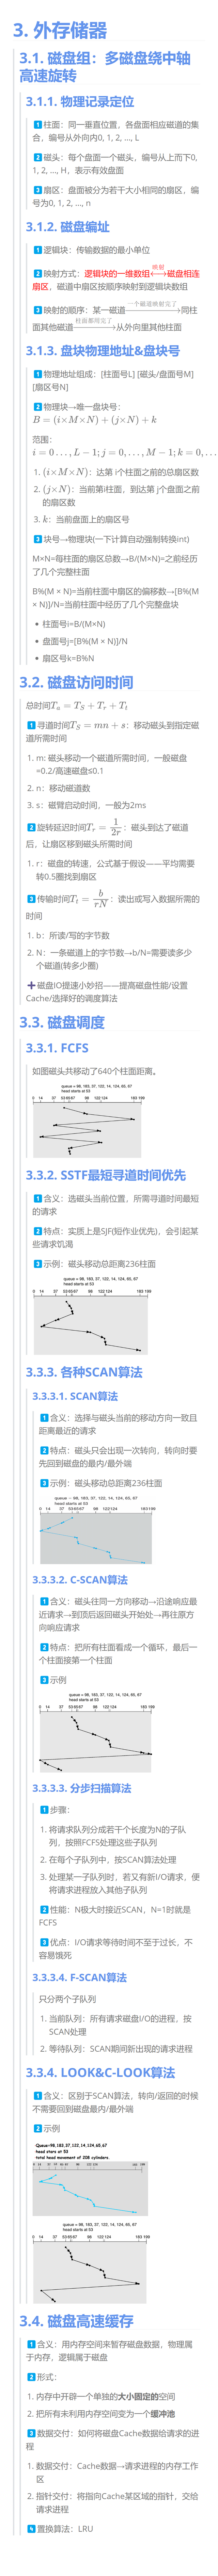 3. 外存储器
3.1. 磁盘组：多磁盘绕中轴
高速旋转
3.1.1. 物理记录定位
1 柱面：同一垂直位置，各盘面相应磁道的集
合，编号从外向内0, 1, 2, ..., L
2 磁头：每个盘面一个磁头，编号从上而下0,
1, 2, ..., H，表示有效盘面
3 扇区：盘面被分为若干大小相同的扇区，编
号为0, 1, 2, ..., n
3.1.2. 磁盘编址
1 逻辑块：传输数据的最小单位
2 映射方式：逻辑块的一维数组⟷(映射)磁盘相连
扇区，磁道中扇区按顺序映射到逻辑块数组
3 映射的顺序：某一磁道→(一个磁道映射完了)同柱
面其他磁道→(柱面都用完了)从外向里其他柱面
3.1.3. 盘块物理地址&盘块号
1 物理地址组成：[柱面号L] [磁头/盘面号M]
[扇区号N]
2 物理块→唯一盘块号：
B = (i×M×N) + (j×N) + k
范围：
i = 0 ... , L − 1; j = 0, ... , M − 1; k = 0, ...
1. (i×M×N)：达第 i个柱面之前的总扇区数
2. (j×N)：当前第i柱面，到达第 j个盘面之前
的扇区数
3. k：当前盘面上的扇区号
3 块号→物理块(一下计算自动强制转换int)
M×N=每柱面的扇区总数→B/(M×N)=之前经历
了几个完整柱面
B%(M × N)=当前柱面中扇区的偏移数→[B%(M
× N)]/N=当前柱面中经历了几个完整盘块
• 柱面号i=B/(M×N)
• 盘面号j=[B%(M × N)]/N
• 扇区号k=B%N
3.2. 磁盘访问时间
总时间Ta = TS + Tr + Tt
1 寻道时间TS = mn + s：移动磁头到指定磁
道所需时间
1. m: 磁头移动一个磁道所需时间，一般磁盘
=0.2/高速磁盘≤0.1
2. n：移动磁道数
3. s：磁臂启动时间，一般为2ms
2 旋转延迟时间Tr = 1/2r：磁头到达了磁道
后，让扇区移到磁头所需时间
1. r：磁盘的转速，公式基于假设——平均需要
转0.5圈找到扇区
3 传输时间Tt = b/rN：读出或写入数据所需的
时间
1. b：所读/写的字节数
2. N：一条磁道上的字节数→b/N=需要读多少
个磁道(转多少圈)
➕磁盘IO提速小妙招——提高磁盘性能/设置
Cache/选择好的调度算法
3.3. 磁盘调度
3.3.1. FCFS
如图磁头共移动了640个柱面距离。
queue = 98, 183, 37, 122, 14, 124, 65, 67
head starts at 53
0 14 37 53 65 67 98 122 124 183 199
3.3.2. SSTF最短寻道时间优先
1 含义：选磁头当前位置，所需寻道时间最短
的请求
2 特点：实质上是SJF(短作业优先)，会引起某
些请求饥渴
3 示例：磁头移动总距离236柱面
queue = 98, 183, 37, 122, 14, 124, 65, 67
head starts at 53
0 14 37 53 65 67 98 122 124 183 199
3.3.3. 各种SCAN算法
3.3.3.1. SCAN算法
1 含义：选择与磁头当前的移动方向一致且
距离最近的请求
2 特点：磁头只会出现一次转向，转向时要
先回到磁盘的最内/最外端
3 示例：磁头移动总距离236柱面
queue = 98, 183, 37, 122, 14, 124, 65, 67
head starts at 53
0 14 37 53 65 67 98 122 124 183 199
3.3.3.2. C-SCAN算法
1 含义：磁头往同一方向移动→沿途响应最
近请求→到顶后返回磁头开始处→再往原方
向响应请求
2 特点：把所有柱面看成一个循环，最后一
个柱面接第一个柱面
3 示例
queue = 98, 183, 37, 122, 14, 124, 65, 67
head starts at 53
0 14 37 53 65 67 98 122 124 183 199
3.3.3.3. 分步扫描算法
1 步骤：
1. 将请求队列分成若干个长度为N的子队
列，按照FCFS处理这些子队列
2. 在每个子队列中，按SCAN算法处理
3. 处理某一子队列时，若又有新I/O请求，便
将请求进程放入其他子队列
2 性能：N极大时接近SCAN，N=1时就是
FCFS
3 优点：I/O请求等待时间不至于过长，不
容易饿死
3.3.3.4. F-SCAN算法
只分两个子队列
1. 当前队列：所有请求磁盘I/O的进程，按
SCAN处理
2. 等待队列：SCAN期间新出现的请求进程
3.3.4. LOOK&C-LOOK算法
1 含义：区别于SCAN算法，转向/返回的时候
不需要回到磁盘最内/最外端
2 示例
Queue=98,183,37,122,14,124,65,67
head stars at 53
total head movement of 208 cylinders.
0 14 37 53 65 67 98 122 124 183 199
queue = 98, 183, 37, 122, 14, 124, 65, 67
head starts at 53
0 14 37 53 65 67 98 122 124 183 199
3.4. 磁盘高速缓存
1 含义：用内存空间来暂存磁盘数据，物理属
于内存，逻辑属于磁盘
2 形式：
1. 内存中开辟一个单独的大小固定的空间
2. 把所有未利用内存空间变为一个缓冲池
3 数据交付：如何将磁盘Cache数据给请求的进
程
1. 数据交付：Cache数据→请求进程的内存工作
区
2. 指针交付：将指向Cache某区域的指针，交给
请求进程
4 置换算法：LRU